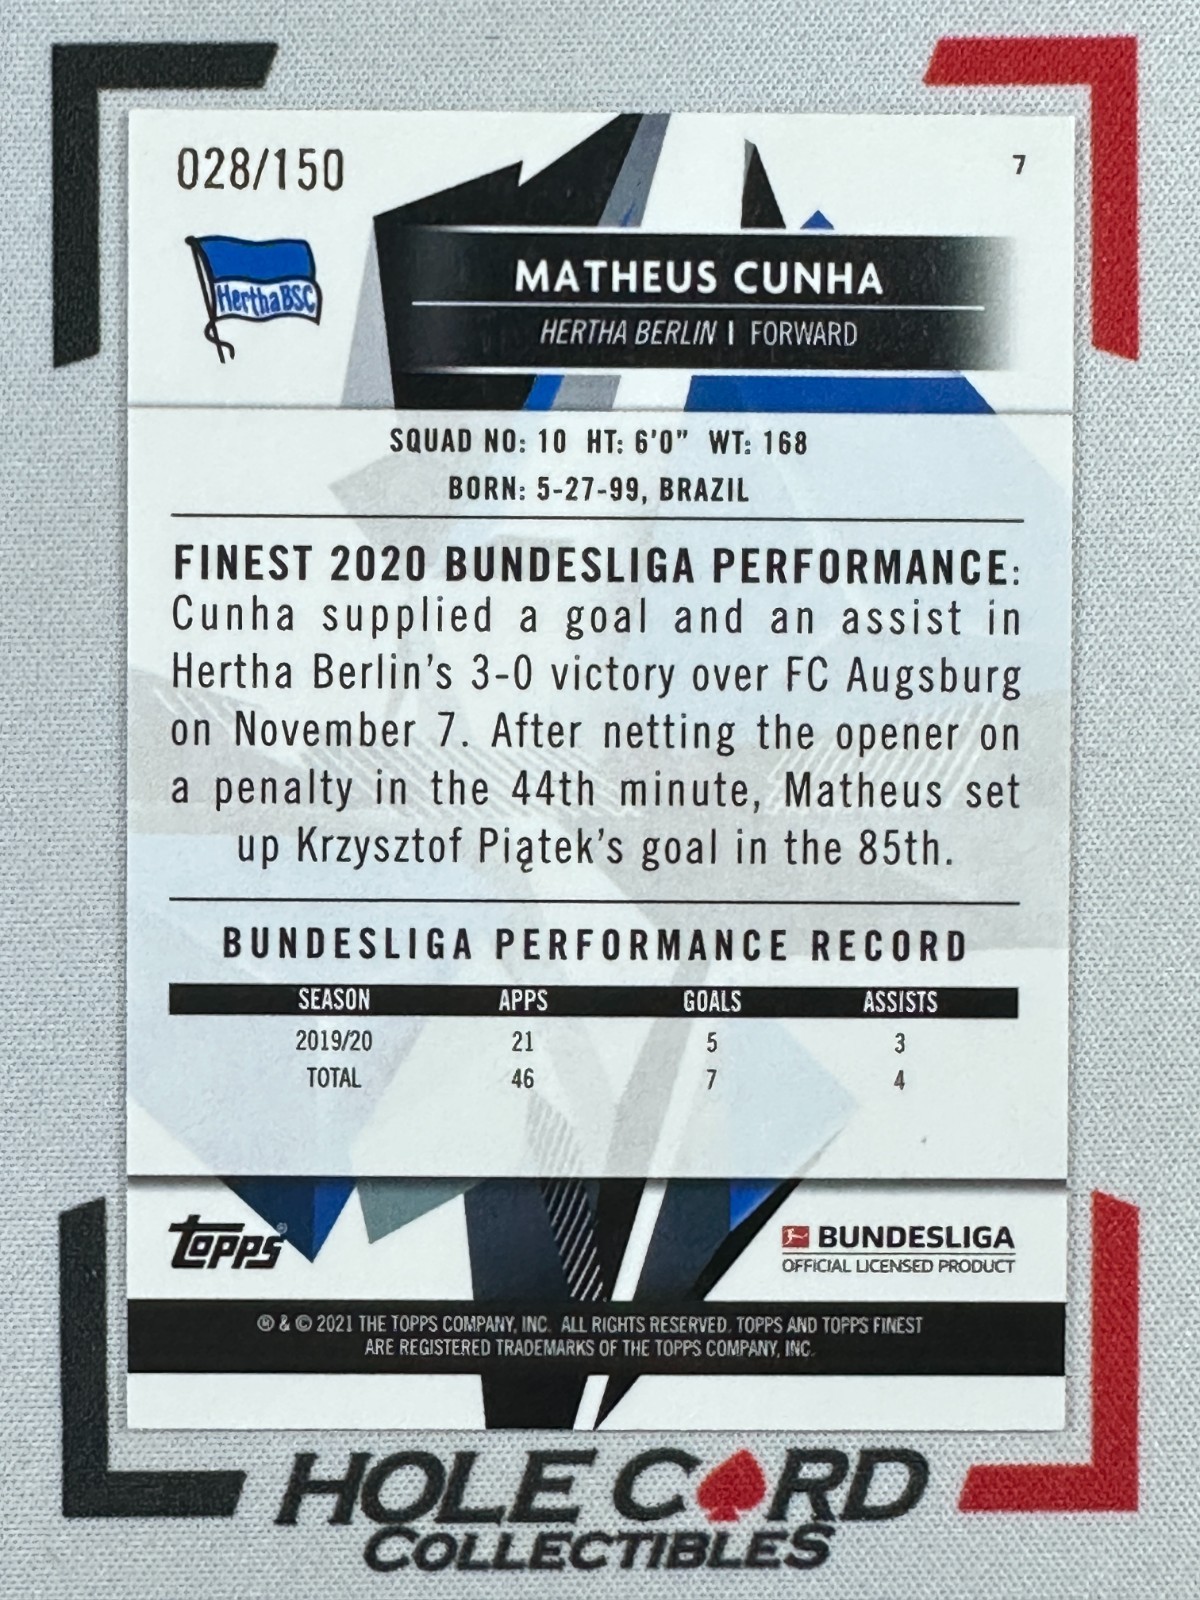 028/150
7
HerthaBSC
MATHEUS CUNHA
HERTHA BERLIN | FORWARD
SQUAD NO: 10 HT: 6'0" WT: 168
BORN: 5-27-99, BRAZIL
FINEST 2020 BUNDESLIGA PERFORMANCE:
Cunha supplied a goal and an assist in
Hertha Berlin's 3-0 victory over FC Augsburg
on November 7. After netting the opener on
a penalty in the 44th minute, Matheus set
up Krzysztof Piątek's goal in the 85th.
BUNDESLIGA PERFORMANCE RECORD
SEASON APPS GOALS ASSISTS
2019/20 21 5 3
TOTAL 46 7 4
topps®
BUNDESLIGA
OFFICIAL LICENSED PRODUCT
® & © 2021 THE TOPPS COMPANY, INC. ALL RIGHTS RESERVED. TOPPS AND TOPPS FINEST
ARE REGISTERED TRADEMARKS OF THE TOPPS COMPANY, INC.
HOLE CARD
COLLECTIBLES